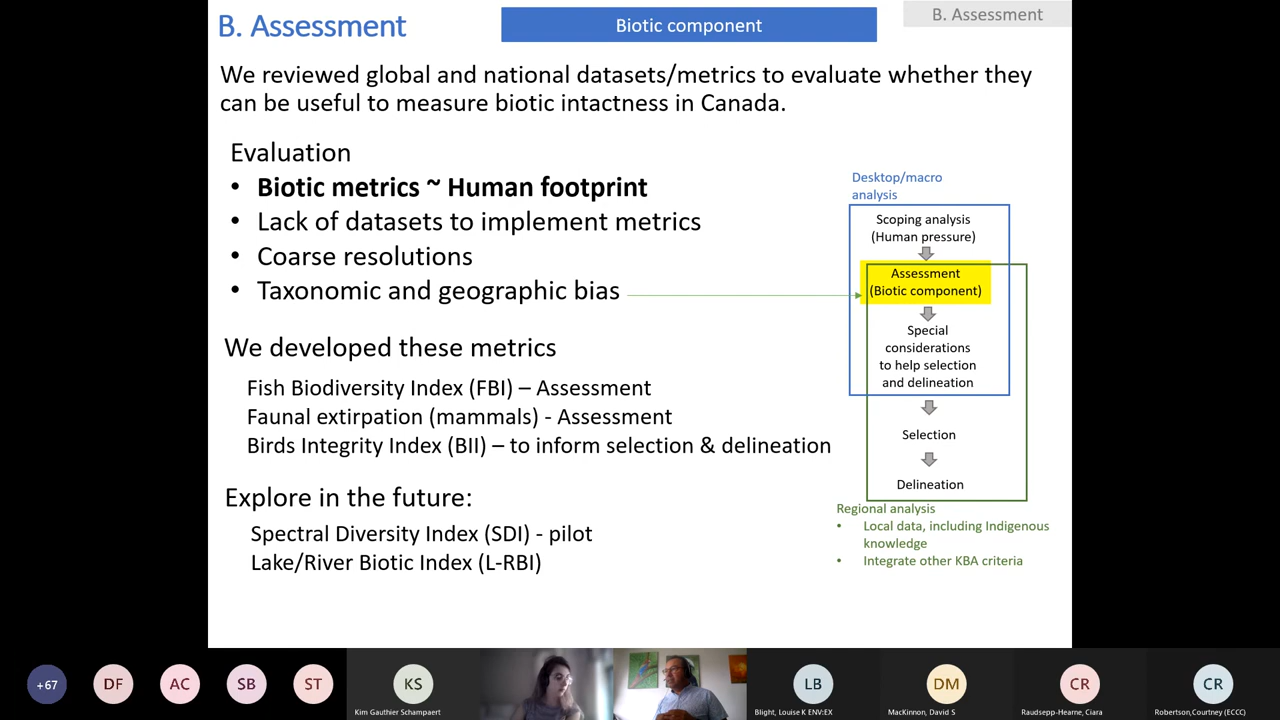 B. Assessment
Biotic component
B. Assessment
We reviewed global and national datasets/metrics to evaluate whether they
can be useful to measure biotic intactness in Canada.
Evaluation
• Biotic metrics ~ Human footprint
• Lack of datasets to implement metrics
• Coarse resolutions
• Taxonomic and geographic bias
We developed these metrics
Fish Biodiversity Index (FBI) – Assessment
Faunal extirpation (mammals) - Assessment
Birds Integrity Index (BII) – to inform selection & delineation
Explore in the future:
Spectral Diversity Index (SDI) - pilot
Lake/River Biotic Index (L-RBI)
Desktop/macro
analysis
Scoping analysis
(Human pressure)
Assessment
(Biotic component)
Special
considerations
to help selection
and delineation
Selection
Delineation
Regional analysis
• Local data, including Indigenous
knowledge
• Integrate other KBA criteria
+67
DF
AC
SB
ST
KS
Kim Gauthier Schampaert
LB
Blight, Louise K ENV:EX
DM
MacKinnon, David S
CR
Raudsepp-Hearne, Ciara
CR
Robertson,Courtney (ECCC)